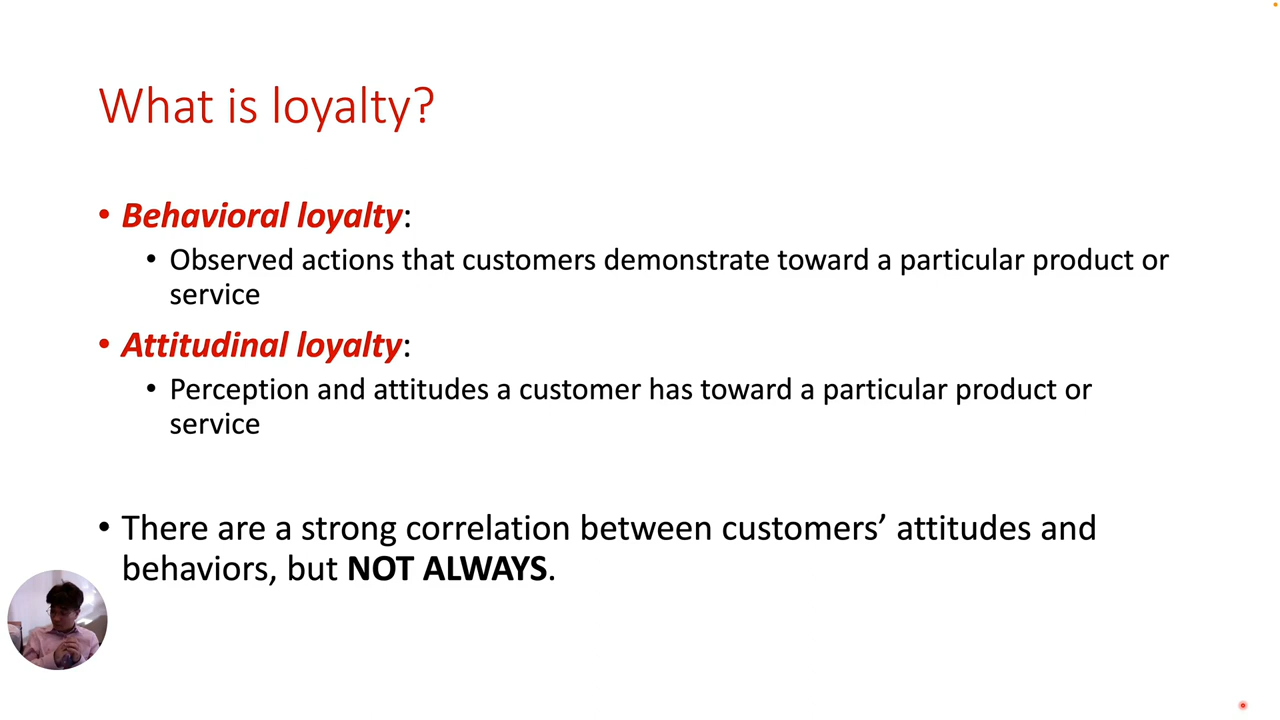 What is loyalty?
• Behavioral loyalty:
• Observed actions that customers demonstrate toward a particular product or
service
• Attitudinal loyalty:
• Perception and attitudes a customer has toward a particular product or
service
• There are a strong correlation between customers’ attitudes and
behaviors, but NOT ALWAYS.